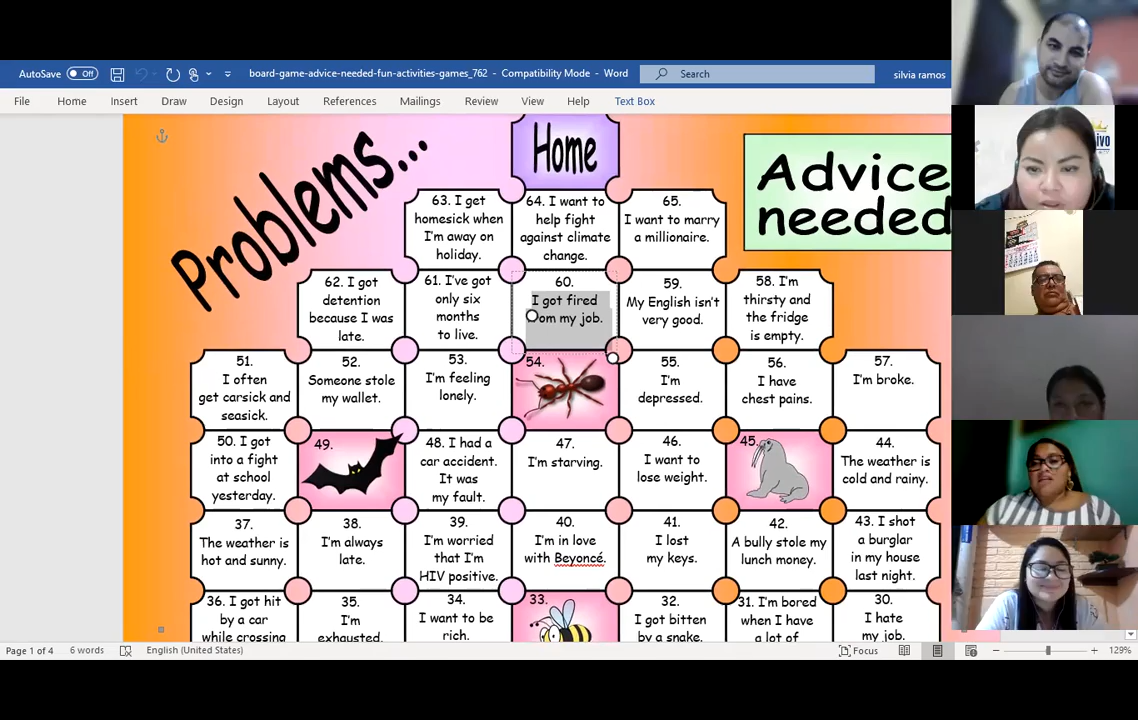 AutoSave
Off
board-game-advice-needed-fun-activities-games_762 - Compatibility Mode - Word
Search
silvia ramos
File
Home
Insert
Draw
Design
Layout
References
Mailings
Review
View
Help
Text Box
Problems...
Home
Advice
needed
63. I get
homesick when
I'm away on
holiday.
64. I want to
help fight
against climate
change.
65.
I want to marry
a millionaire.
62. I got
detention
because I was
late.
61. I've got
only six
months
to live.
60.
I got fired
om my job.
59.
My English isn't
very good.
58. I'm
thirsty and
the fridge
is empty.
51.
I often
get carsick and
seasick.
52.
Someone stole
my wallet.
53.
I'm feeling
lonely.
54.
55.
I'm
depressed.
56.
I have
chest pains.
57.
I'm broke.
50. I got
into a fight
at school
yesterday.
49.
48. I had a
car accident.
It was
my fault.
47.
I'm starving.
46.
I want to
lose weight.
45.
44.
The weather is
cold and rainy.
37.
The weather is
hot and sunny.
38.
I'm always
late.
39.
I'm worried
that I'm
HIV positive.
40.
I'm in love
with Beyoncé.
41.
I lost
my keys.
42.
A bully stole my
lunch money.
43. I shot
a burglar
in my house
last night.
36. I got hit
by a car
while crossing
35.
I'm
exhausted.
34.
I want to be
rich.
33.
32.
I got bitten
by a snake.
31. I'm bored
when I have
a lot of
30.
I hate
my job.
Page 1 of 4
6 words
English (United States)
Focus
129%